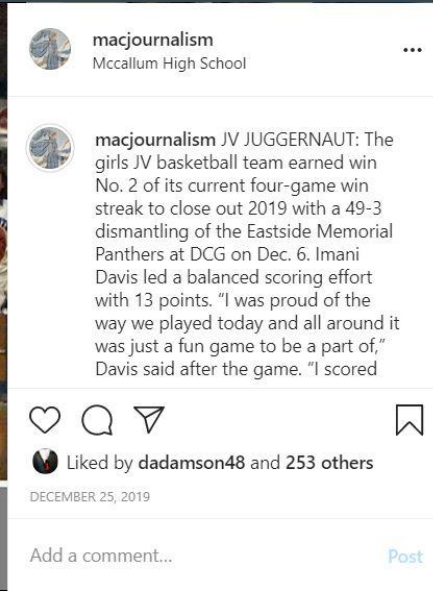 macjournalism
Mccallum High School
macjournalism JV JUGGERNAUT: The
girls JV basketball team earned win
No. 2 of its current four-game win
streak to close out 2019 with a 49-3
dismantling of the Eastside Memorial
Panthers at DCG on Dec. 6. Imani
Davis led a balanced scoring effort
with 13 points. “I was proud of the
way we played today and all around it
was just a fun game to be a part of,”
Davis said after the game. “I scored
Liked by dadamson48 and 253 others
DECEMBER 25, 2019
Add a comment... Post